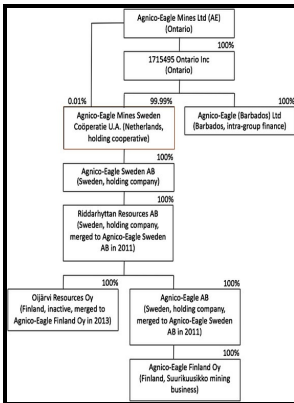 Agnico-Eagle Mines Ltd (AE)
(Ontario)
100%
1715495 Ontario Inc
(Ontario)
0.01%
99.99%
100%
Agnico-Eagle Mines Sweden
Coöperatie U.A. (Netherlands,
holding cooperative)
Agnico-Eagle (Barbados) Ltd
(Barbados, intra-group finance)
100%
Agnico-Eagle Sweden AB
(Sweden, holding company)
100%
Riddarhyttan Resources AB
(Sweden, holding company,
merged to Agnico-Eagle Sweden
AB in 2011)
100%
100%
Oijärvi Resources Oy
(Finland, inactive, merged to
Agnico-Eagle Finland Oy in 2013)
Agnico-Eagle AB
(Sweden, holding company,
merged to Agnico-Eagle Sweden
AB in 2011)
100%
Agnico-Eagle Finland Oy
(Finland, Suurikuusikko mining
business)